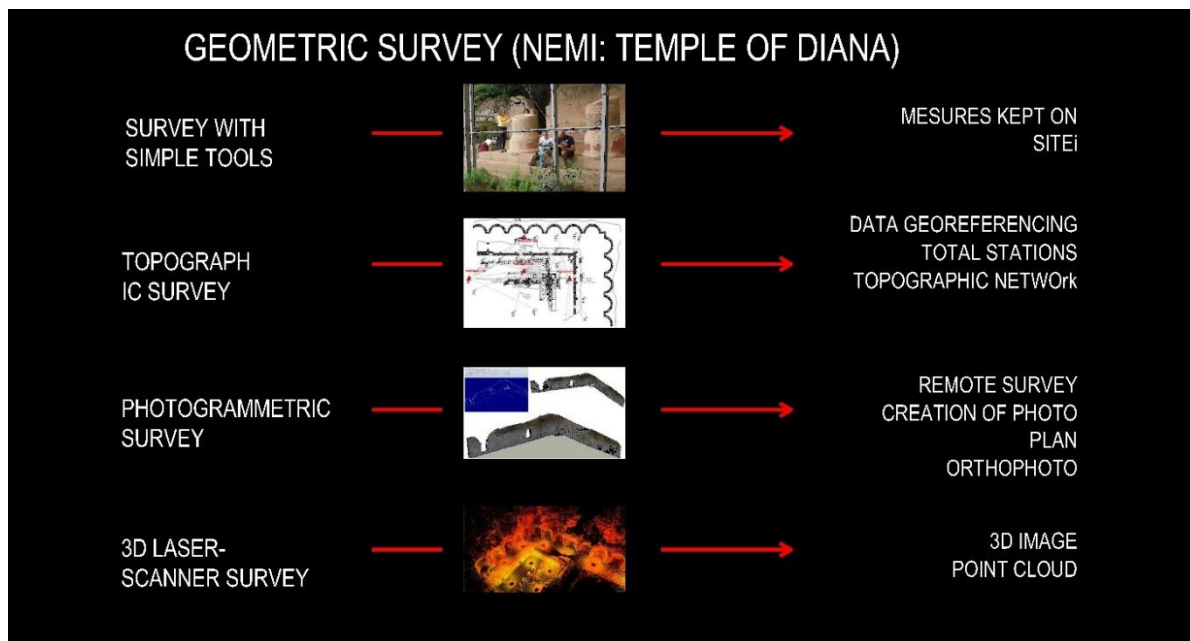 GEOMETRIC SURVEY (NEMI: TEMPLE OF DIANA)
SURVEY WITH
SIMPLE TOOLS
MESURES KEPT ON
SITEi
TOPOGRAPH
IC SURVEY
DATA GEOREFERENCING
TOTAL STATIONS
TOPOGRAPHIC NETWOrk
PHOTOGRAMMETRIC
SURVEY
REMOTE SURVEY
CREATION OF PHOTO
PLAN
ORTHOPHOTO
3D LASER-
SCANNER SURVEY
3D IMAGE
POINT CLOUD